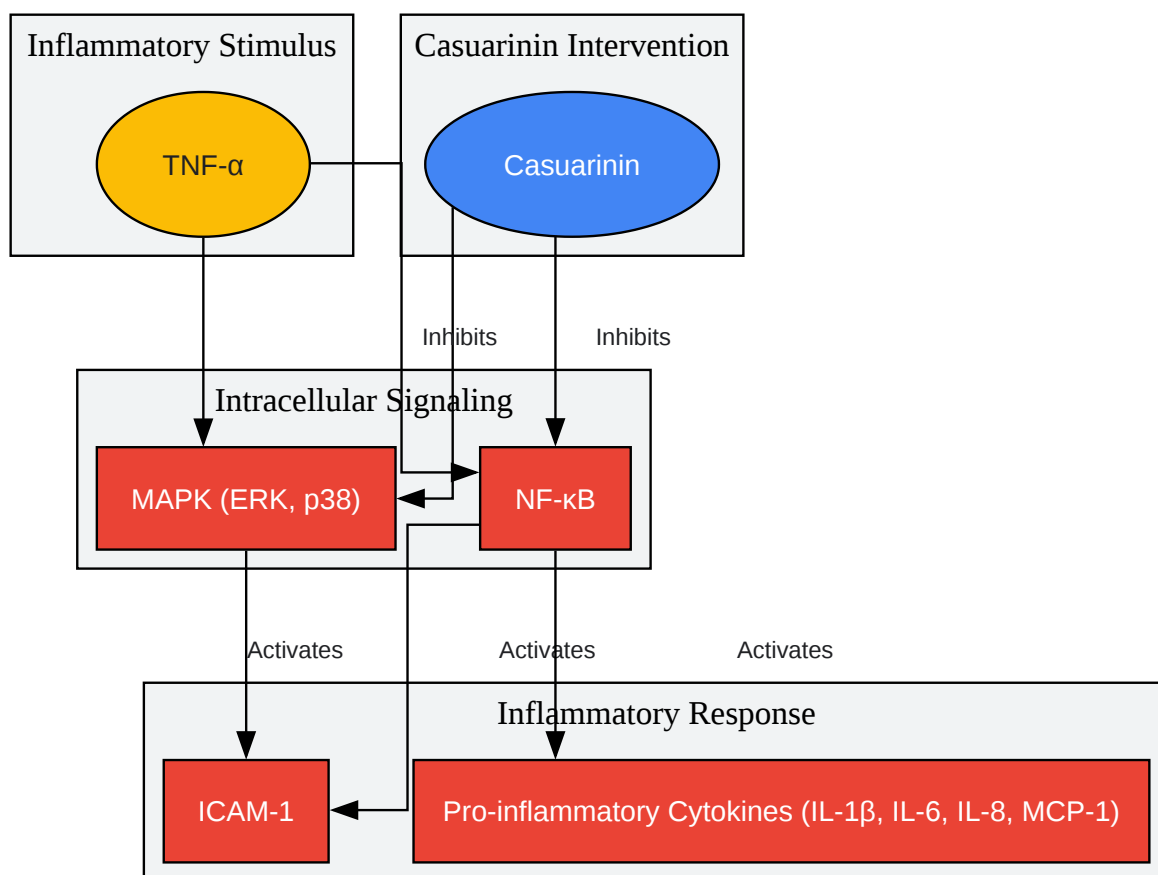 Inflammatory Stimulus
Casuarinin Intervention
TNF-α
Casuarinin
Inhibits
Inhibits
Intracellular Signaling
MAPK (ERK, p38)
NF-κB
Activates
Activates
Activates
Inflammatory Response
ICAM-1
Pro-inflammatory Cytokines (IL-1β, IL-6, IL-8, MCP-1)